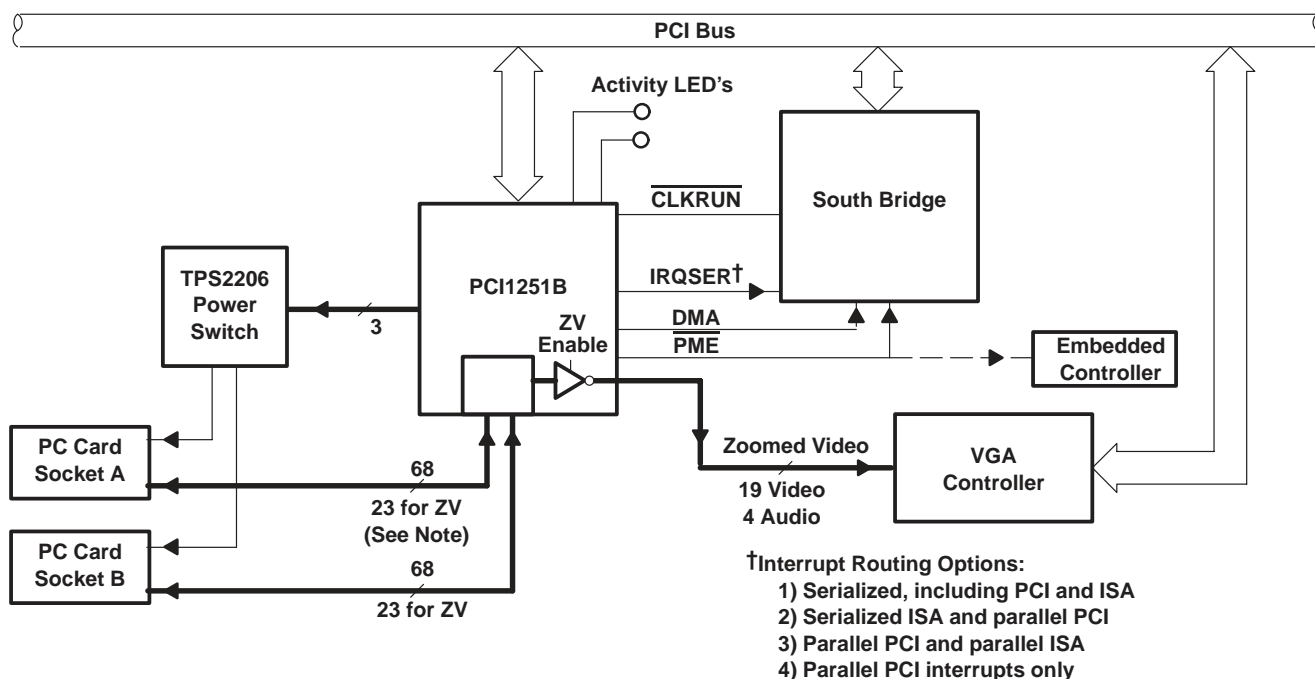 PCI Bus
Activity LED's
CLKRUN
South Bridge
TPS2206
Power
Switch
3
PCI1251B
IRQSER†
DMA
PME
ZV
Enable
Embedded
Controller
PC Card
Socket A
68
23 for ZV
(See Note)
Zoomed Video
19 Video
4 Audio
VGA
Controller
PC Card
Socket B
68
23 for ZV
†Interrupt Routing Options:
1) Serialized, including PCI and ISA
2) Serialized ISA and parallel PCI
3) Parallel PCI and parallel ISA
4) Parallel PCI interrupts only